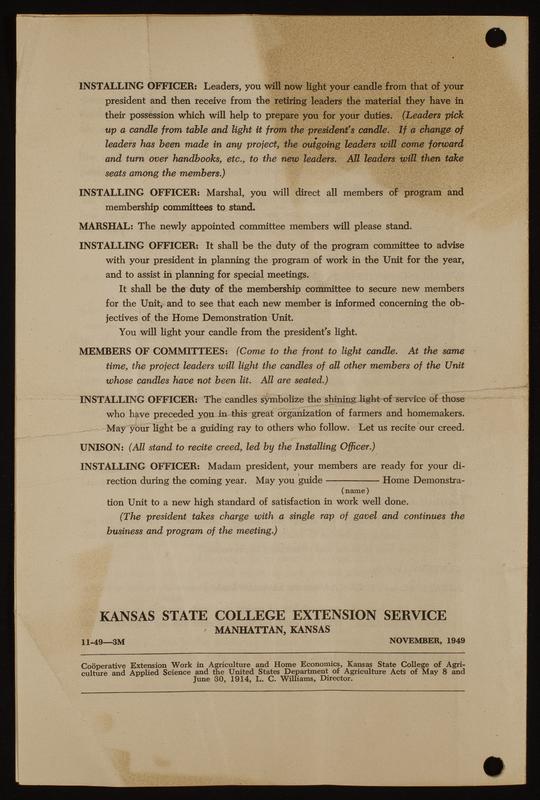 INSTALLING OFFICER: Leaders, you will now light your candle from that of your
president and then receive from the retiring leaders the material they have in
their possession which will help to prepare you for your duties. (Leaders pick
up a candle from table and light it from the president's candle. If a change of
leaders has been made in any project, the outgoing leaders will come forward
and turn over handbooks, etc., to the new leaders. All leaders will then take
seats among the members.)
INSTALLING OFFICER: Marshal, you will direct all members of program and
membership committees to stand.
MARSHAL: The newly appointed committee members will please stand.
INSTALLING OFFICER: It shall be the duty of the program committee to advise
with your president in planning the program of work in the Unit for the year,
and to assist in planning for special meetings.
It shall be the duty of the membership committee to secure new members
for the Unit, and to see that each new member is informed concerning the ob-
jectives of the Home Demonstration Unit.
You will light your candle from the president's light.
MEMBERS OF COMMITTEES: (Come to the front to light candle. At the same
time, the project leaders will light the candles of all other members of the Unit
whose candles have not been lit. All are seated.)
INSTALLING OFFICER: The candles symbolize the shining light of service of those
who have preceded you in this great organization of farmers and homemakers.
May your light be a guiding ray to others who follow. Let us recite our creed.
UNISON: (All stand to recite creed, led by the Installing Officer.)
INSTALLING OFFICER: Madam president, your members are ready for your di-
rection during the coming year. May you guide ——— Home Demonstra-
(name)
tion Unit to a new high standard of satisfaction in work well done.
(The president takes charge with a single rap of gavel and continues the
business and program of the meeting.)
KANSAS STATE COLLEGE EXTENSION SERVICE
MANHATTAN, KANSAS
11-49—3M NOVEMBER, 1949
Coöperative Extension Work in Agriculture and Home Economics, Kansas State College of Agri-
culture and Applied Science and the United States Department of Agriculture Acts of May 8 and
June 30, 1914, L. C. Williams, Director.